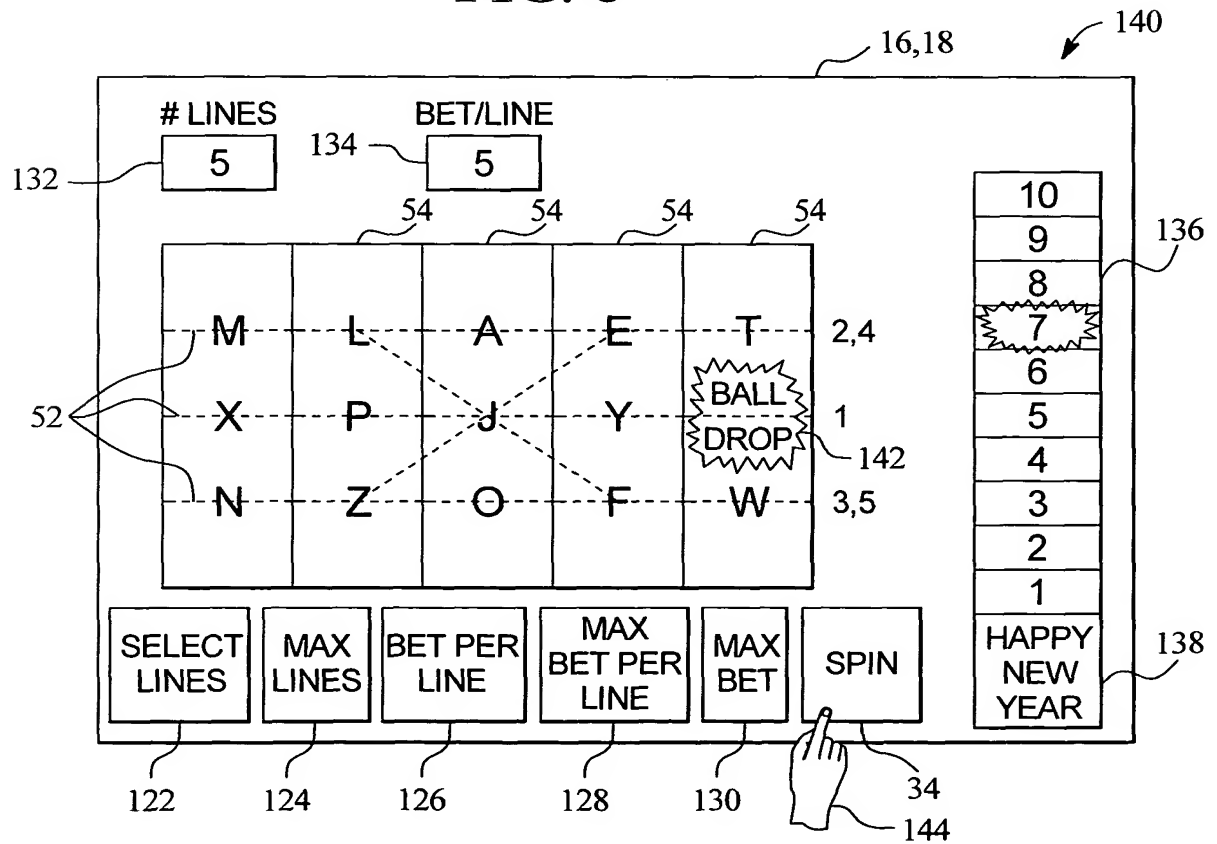 140
16,18
# LINES
BET/LINE
132
5
134
5
54
54
54
54
10
9
136
8
7
6
5
4
3
2
1
HAPPY
NEW
YEAR
138
M L A E T 2,4
52
X P J Y BALL
DROP
1
142
N Z O F W 3,5
SELECT
LINES
MAX
LINES
BET PER
LINE
MAX
BET PER
LINE
MAX
BET
SPIN
122
124
126
128
130
34
144